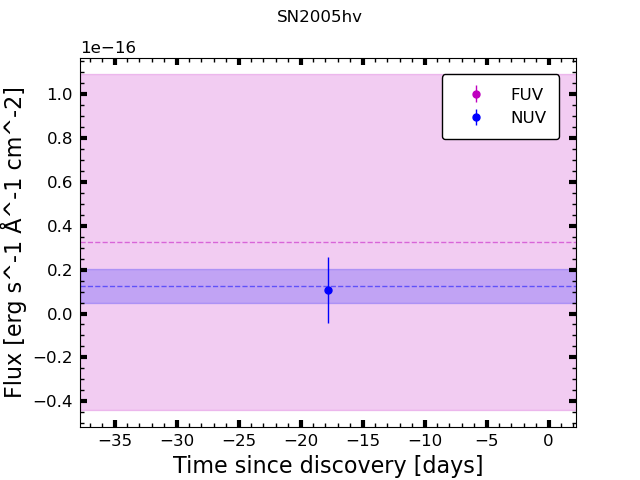 SN2005hv
1e−16
FUV
NUV
1.0
0.8
0.6
0.4
0.2
0.0
−0.2
−0.4
Flux [erg s^-1 Å^-1 cm^-2]
−35 −30 −25 −20 −15 −10 −5 0
Time since discovery [days]